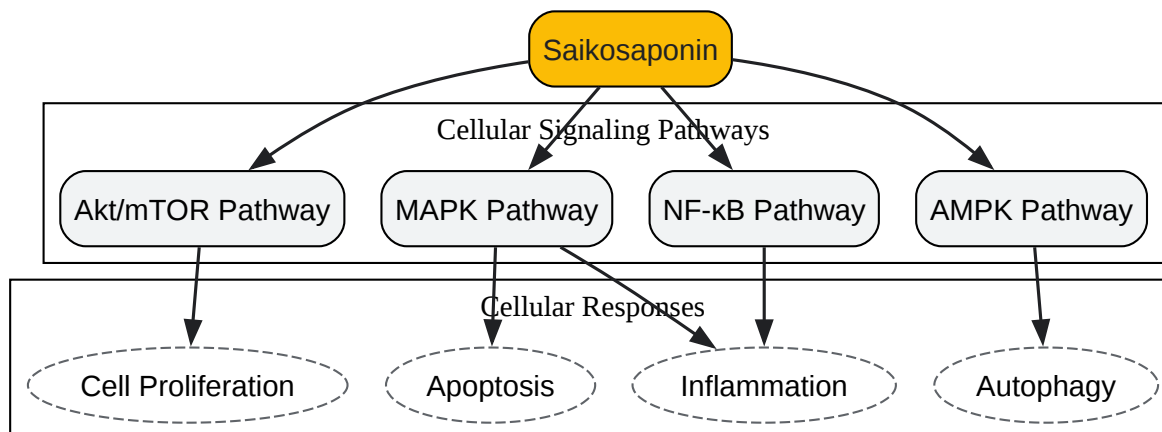 Saikosaponin
Cellular Signaling Pathways
Akt/mTOR Pathway
MAPK Pathway
NF-κB Pathway
AMPK Pathway
Cellular Responses
Cell Proliferation
Apoptosis
Inflammation
Autophagy